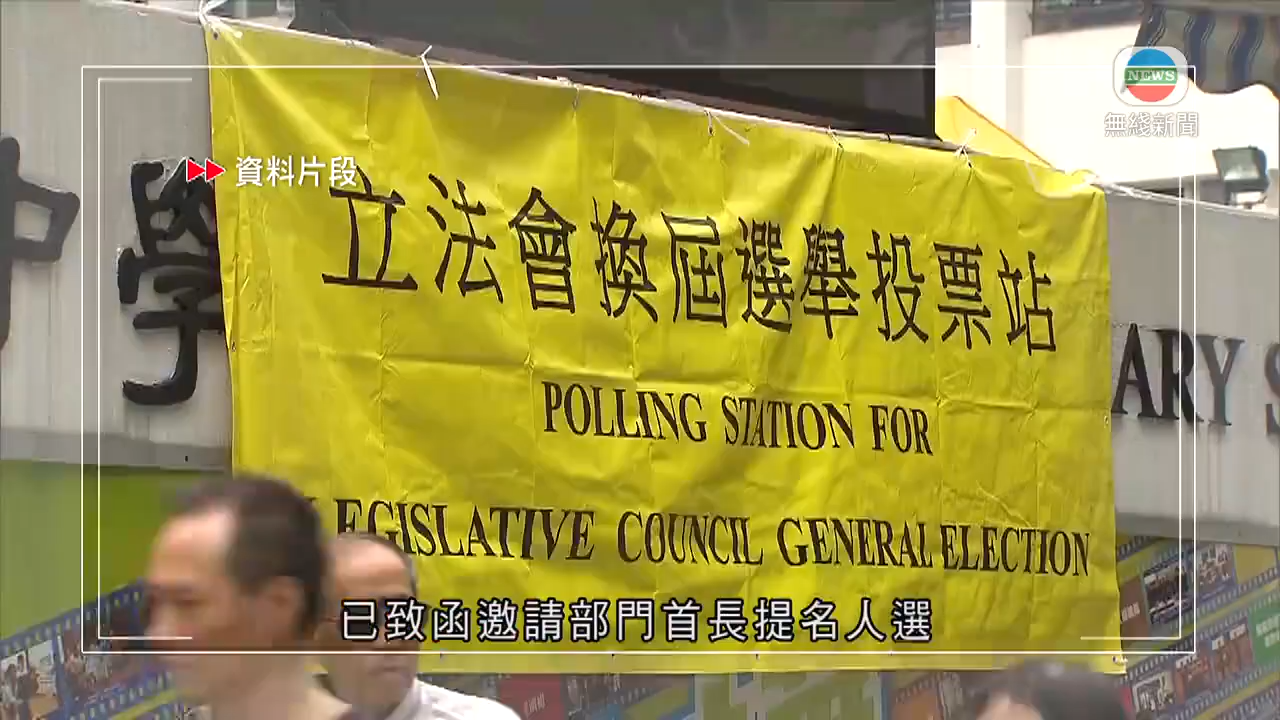 NEWS
無綫新聞
資料片段
中學
立法會換屆選舉投票站
POLLING STATION FOR
LEGISLATIVE COUNCIL GENERAL ELECTION
ARY S
已致函邀請部門首長提名人選